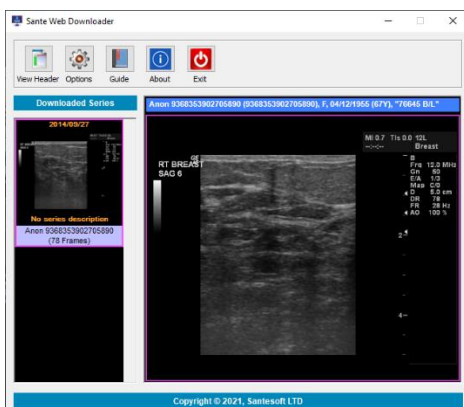 Sante Web Downloader
View Header
Options
Guide
About
Exit
Downloaded Series
Anon 9368353902705890 (9368353902705890), F, 04/12/1955 (67Y), "76645 B/L"
2014/09/27
No series description
Anon 9368353902705890
(78 Frames)
RT BREAST
SAG 6
MI 0.7 TIs 0.0 12L
Breast
B
Frq 12.0 MHz
Gn 50
E/A 1/3
Map C/0
D 5.0 cm
DR 78
FR 28 Hz
AO 100 %
2
4
Copyright © 2021, Santesoft LTD